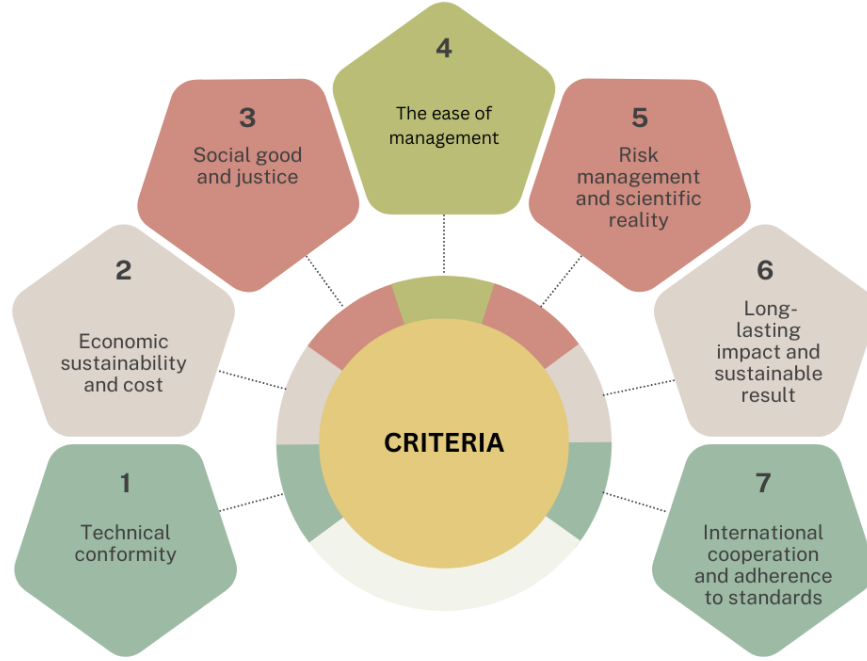 1
Technical
conformity
2
Economic
sustainability
and cost
3
Social good
and justice
4
The ease of
management
5
Risk
management
and scientific
reality
6
Long-
lasting
impact and
sustainable
result
7
International
cooperation
and adherence
to standards
CRITERIA